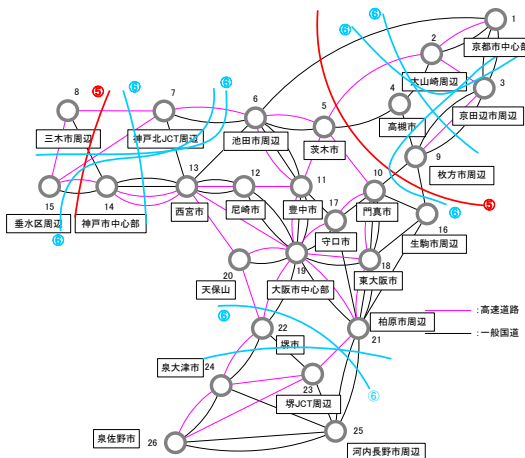 ⑥
⑥
1
京都市中心部
2
大山崎周辺
3
京田辺市周辺
4
高槻市
5
茨木市
6
池田市周辺
⑥
7
神戸北JCT周辺
⑥
⑤
8
三木市周辺
9
枚方市周辺
⑤
⑥
10
門真市
11
豊中市
12
尼崎市
13
西宮市
14
神戸市中心部
15
垂水区周辺
⑥
16
生駒市周辺
17
守口市
18
東大阪市
19
大阪市中心部
20
天保山
21
柏原市周辺
:高速道路
:一般国道
⑥
22
堺市
泉大津市
24
23
堺JCT周辺
⑥
25
河内長野市周辺
泉佐野市
26